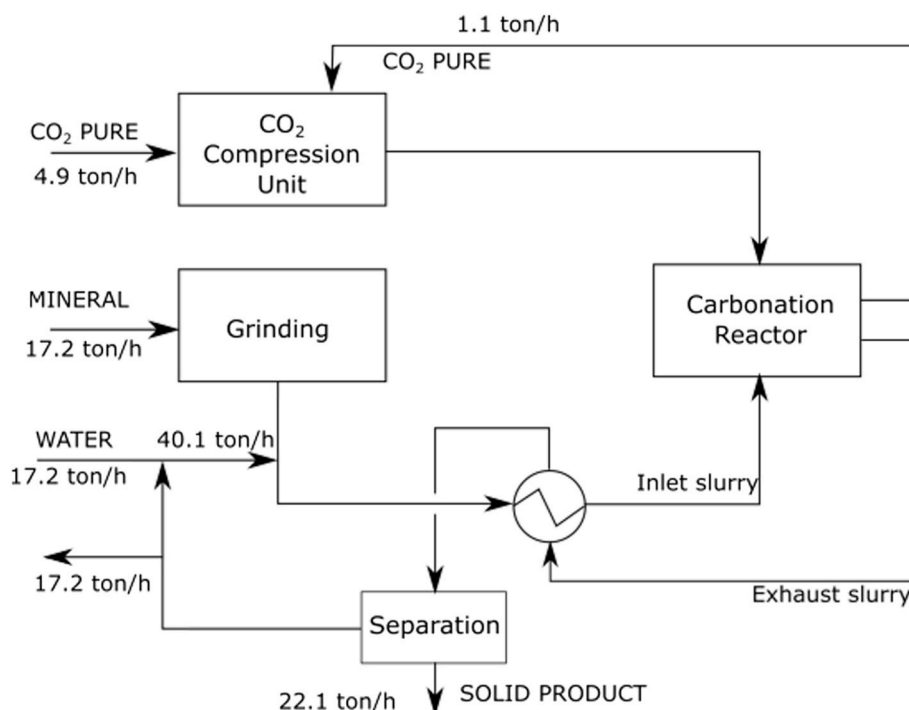 1.1 ton/h
CO₂ PURE
CO₂ PURE
4.9 ton/h
CO₂
Compression
Unit
MINERAL
17.2 ton/h
Grinding
Carbonation
Reactor
WATER
40.1 ton/h
17.2 ton/h
Inlet slurry
17.2 ton/h
Exhaust slurry
Separation
22.1 ton/h
SOLID PRODUCT